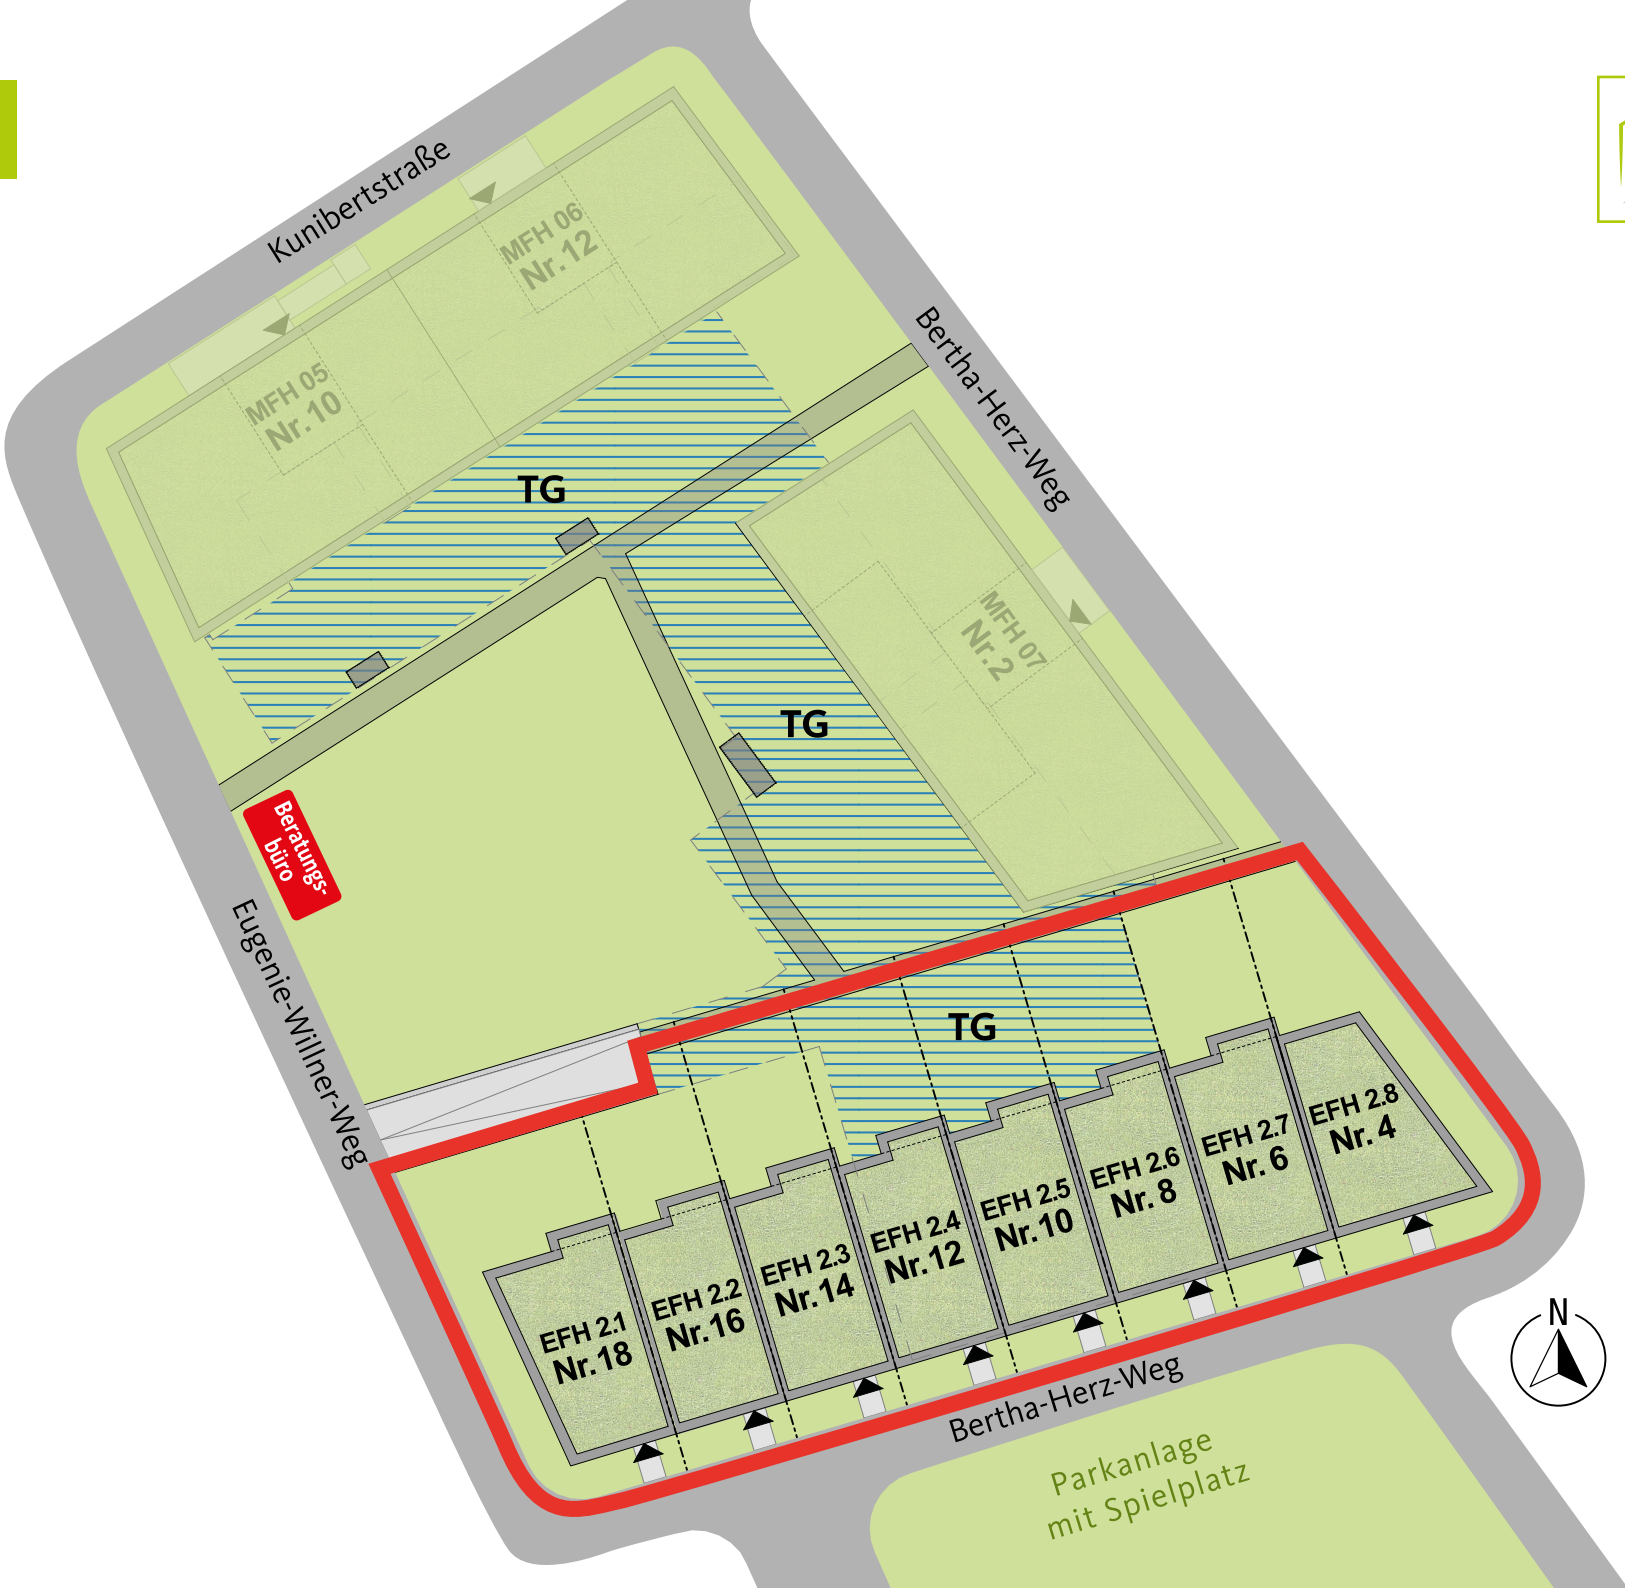 Kunibertstraße
MFH 06
Nr. 12
MFH 05
Nr. 10
Bertha-Herz-Weg
TG
MFH 07
Nr. 2
TG
Beratungs-
büro
Eugenie-Willner-Weg
TG
EFH 2.8
Nr. 4
EFH 2.7
Nr. 6
EFH 2.6
Nr. 8
EFH 2.5
Nr. 10
EFH 2.4
Nr. 12
EFH 2.3
Nr. 14
EFH 2.2
Nr. 16
EFH 2.1
Nr. 18
N
Bertha-Herz-Weg
Parkanlage
mit Spielplatz